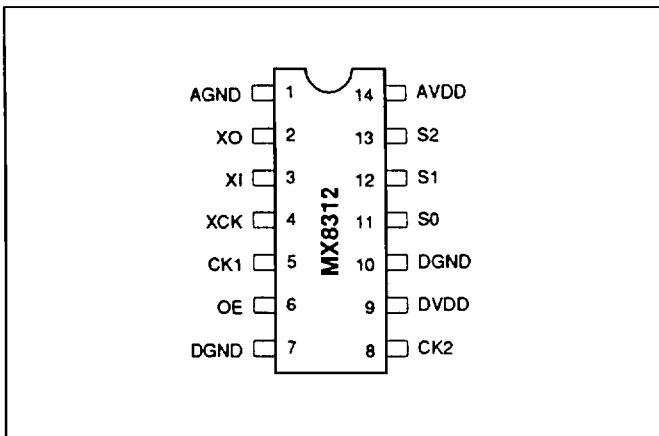 AGND 1 14 AVDD
XO 2 13 S2
XI 3 12 S1
XCK 4 11 S0
CK1 5 10 DGND
OE 6 9 DVDD
DGND 7 8 CK2
MX8312